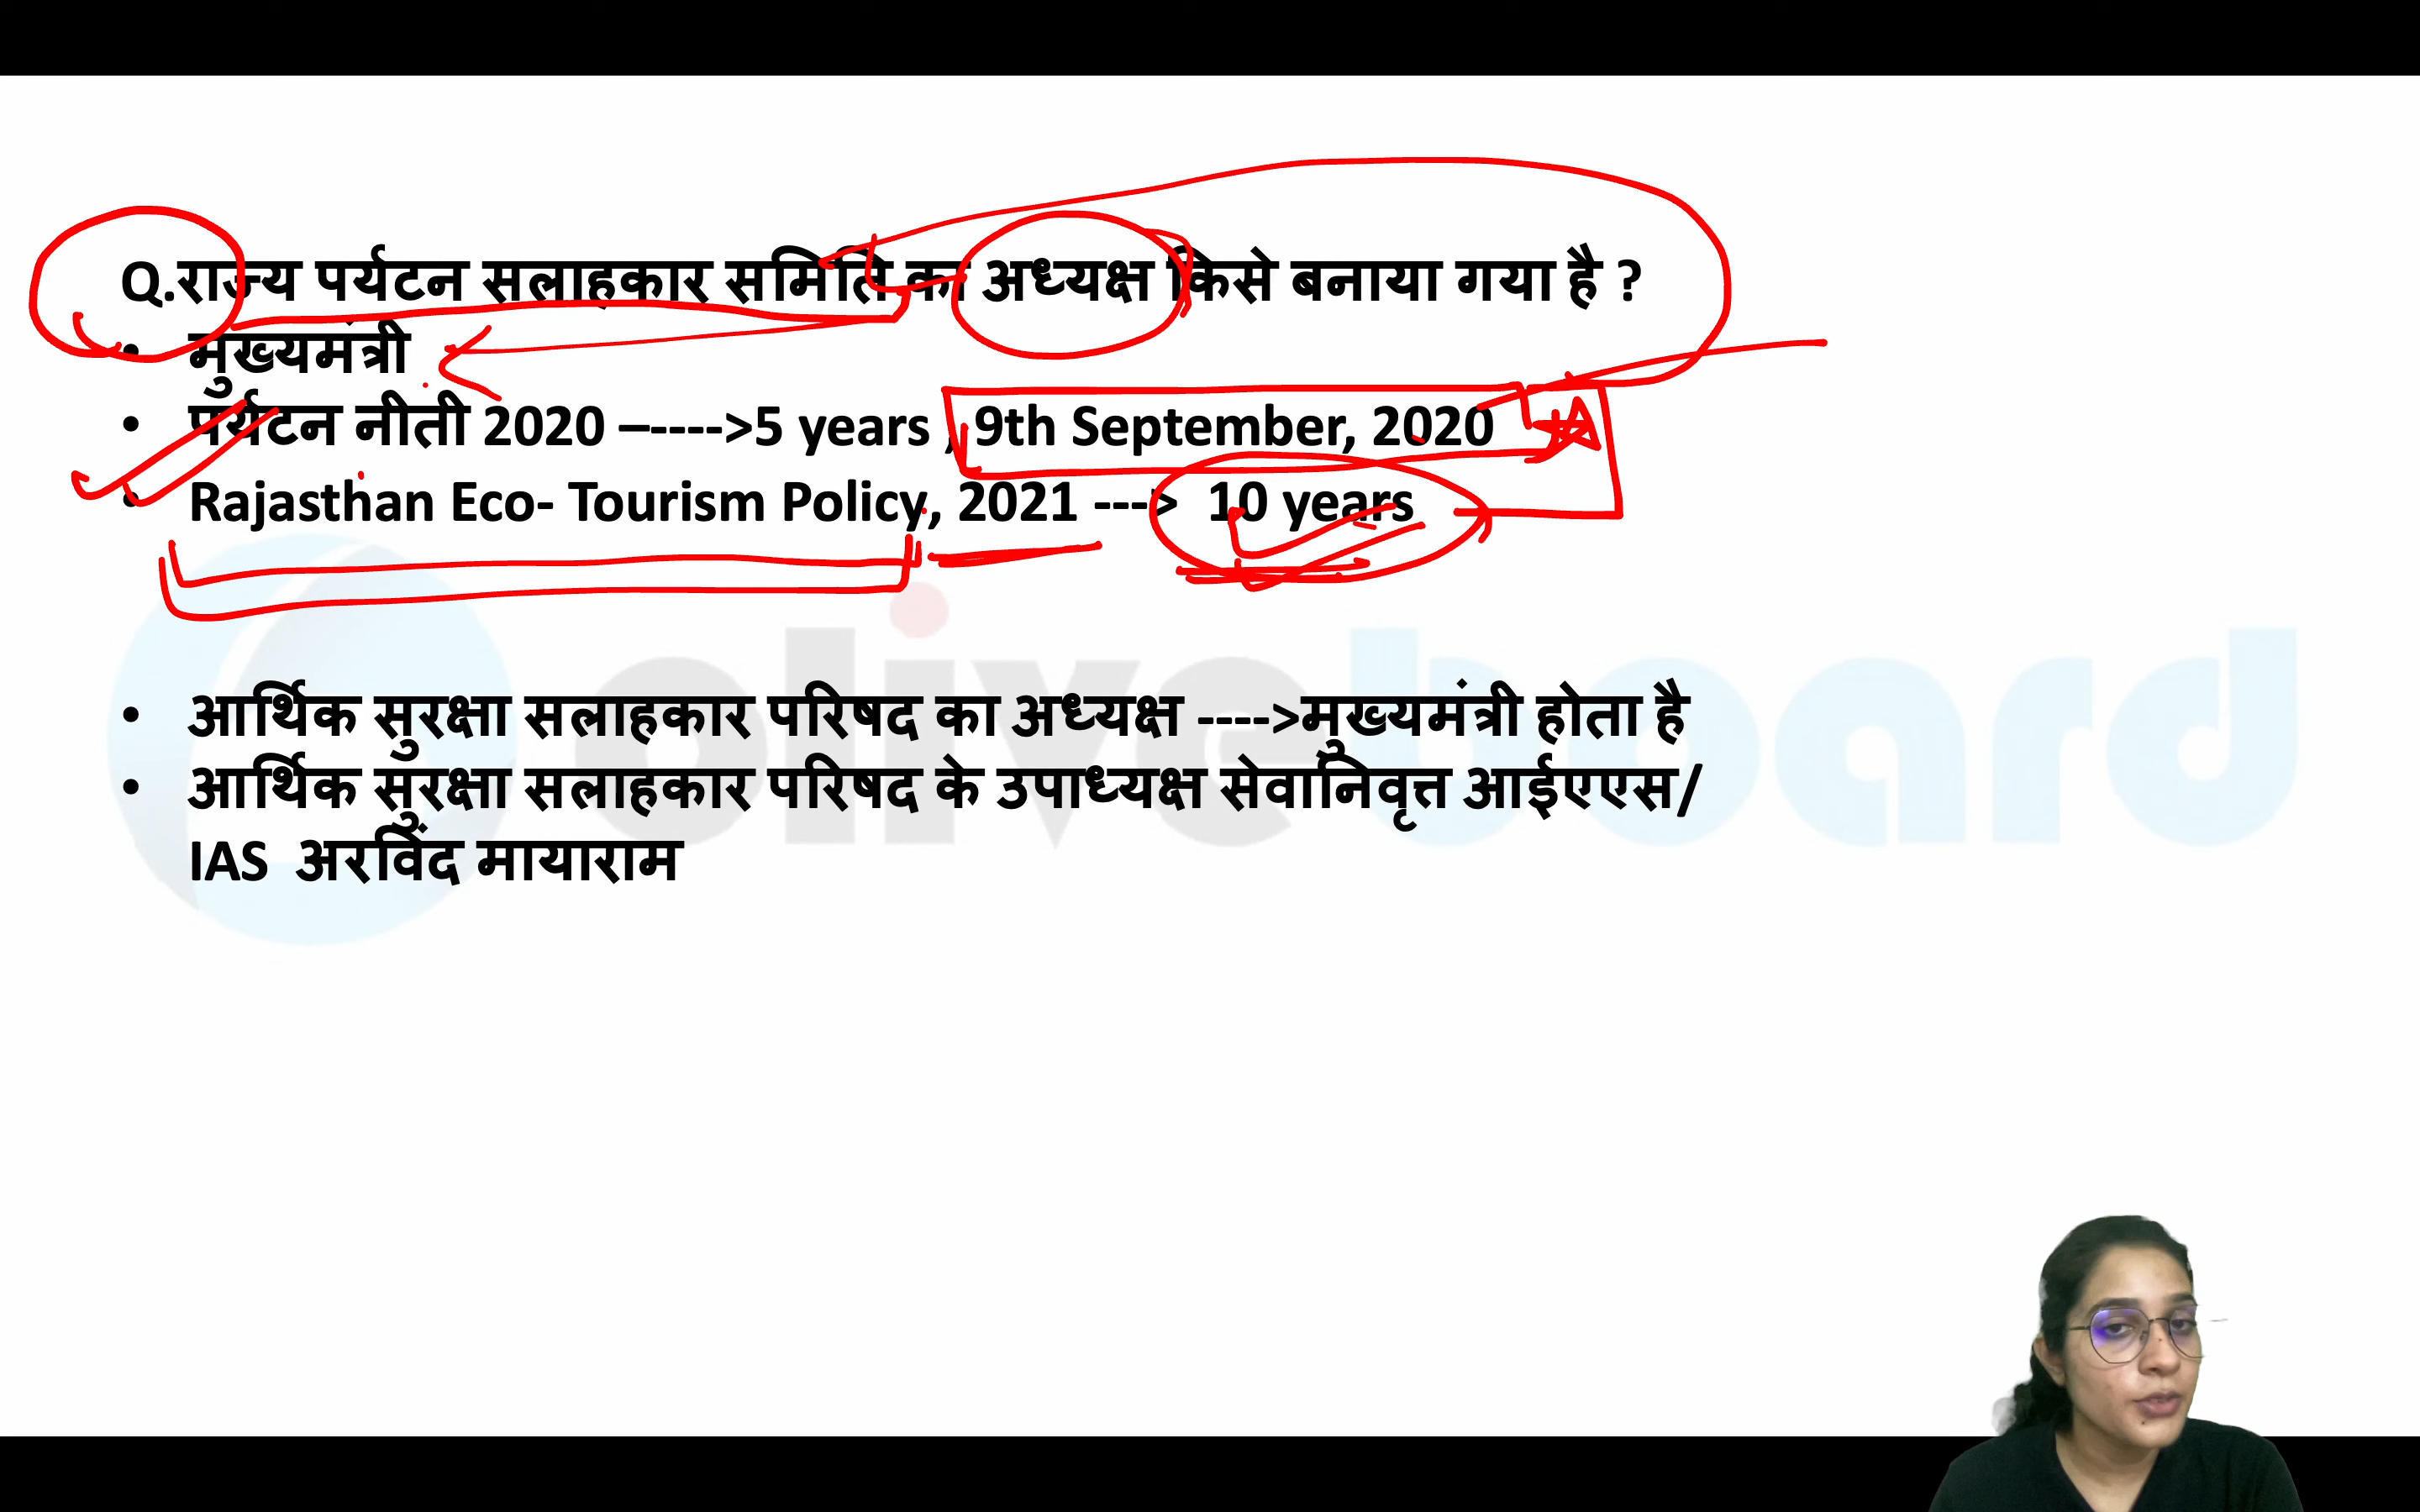 Q.राज्य पर्यटन सलाहकार समिति का अध्यक्ष किसे बनाया गया है ?
• मुख्यमंत्री
• पर्यटन नीती 2020 –---->5 years , 9th September, 2020
• Rajasthan Eco- Tourism Policy, 2021 ---> 10 years
• आर्थिक सुरक्षा सलाहकार परिषद का अध्यक्ष ---->मुख्यमंत्री होता है
• आर्थिक सुरक्षा सलाहकार परिषद के उपाध्यक्ष सेवानिवृत्त आईएएस/
IAS अरविंद मायाराम
oliveboard